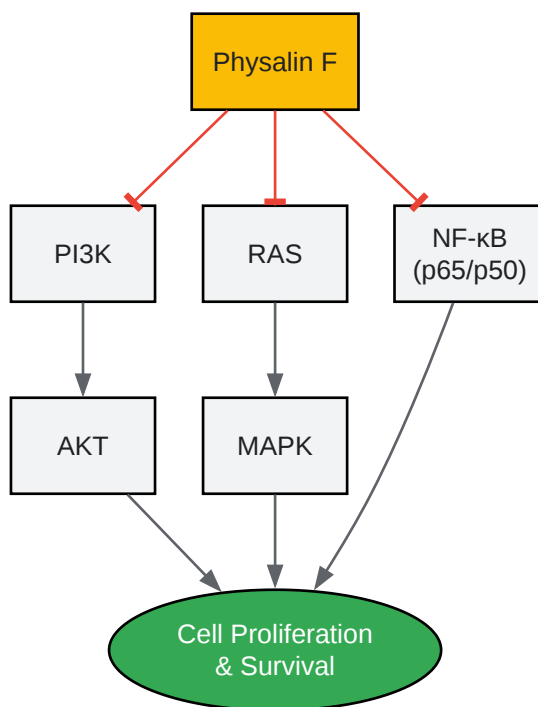 Physalin F
PI3K
RAS
NF-κB
(p65/p50)
AKT
MAPK
Cell Proliferation
& Survival